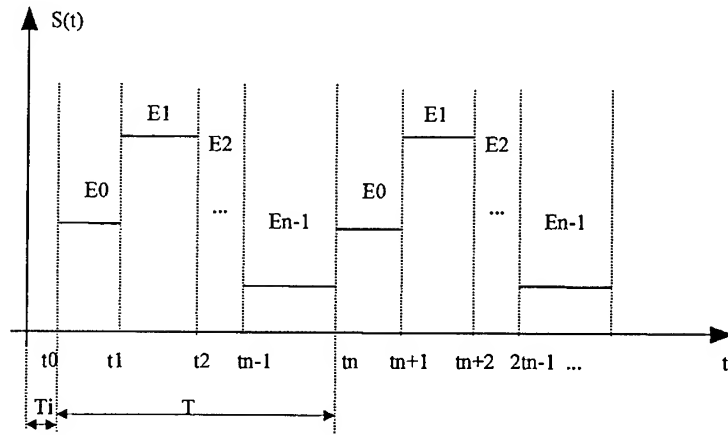 S(t)
E1 E1
E2 E2
E0 E0
... ...
En-1 En-1
t0 t1 t2 tn-1 tn tn+1 tn+2 2tn-1 ... t
Ti T